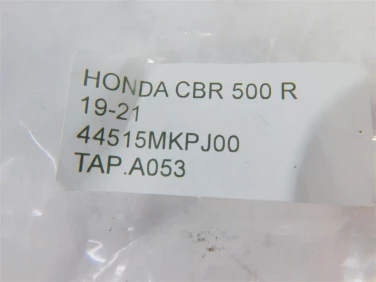 HONDA CBR 500 R
19-21
44515MKPJ00
TAP.A053